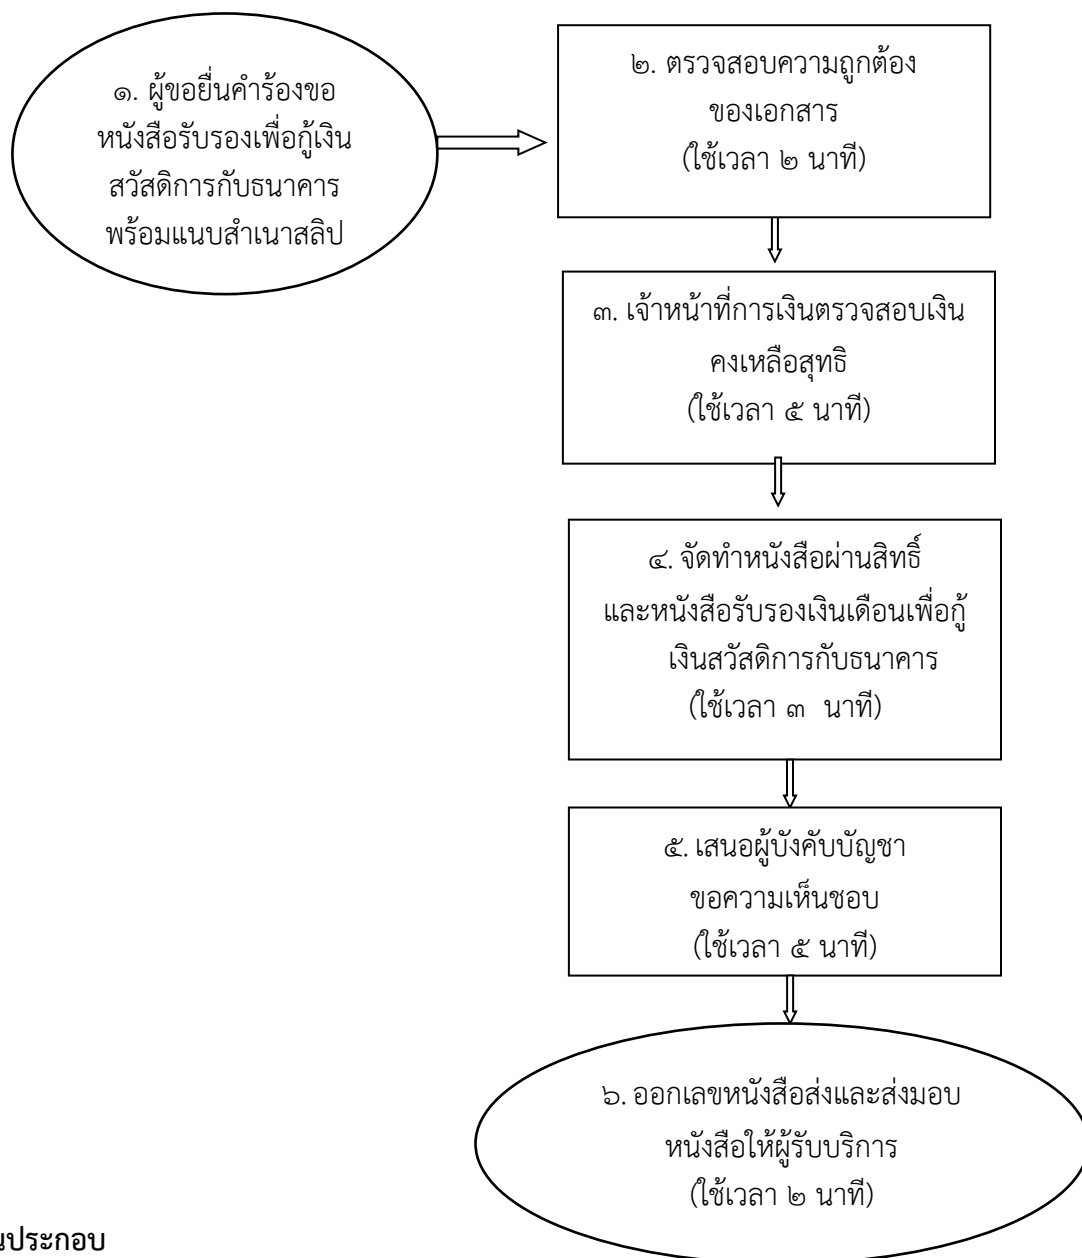 ๑. ผู้ขอยื่นคำร้องขอ
หนังสือรับรองเพื่อกู้เงิน
สวัสดิการกับธนาคาร
พร้อมแนบสำเนาสลิป
๒. ตรวจสอบความถูกต้อง
ของเอกสาร
(ใช้เวลา ๒ นาที)
๓. เจ้าหน้าที่การเงินตรวจสอบเงิน
คงเหลือสุทธิ
(ใช้เวลา ๕ นาที)
๔. จัดทำหนังสือผ่านสิทธิ์
และหนังสือรับรองเงินเดือนเพื่อกู้
เงินสวัสดิการกับธนาคาร
(ใช้เวลา ๓ นาที)
๕. เสนอผู้บังคับบัญชา
ขอความเห็นชอบ
(ใช้เวลา ๕ นาที)
๖. ออกเลขหนังสือส่งและส่งมอบ
หนังสือให้ผู้รับบริการ
(ใช้เวลา ๒ นาที)
ประกอบ